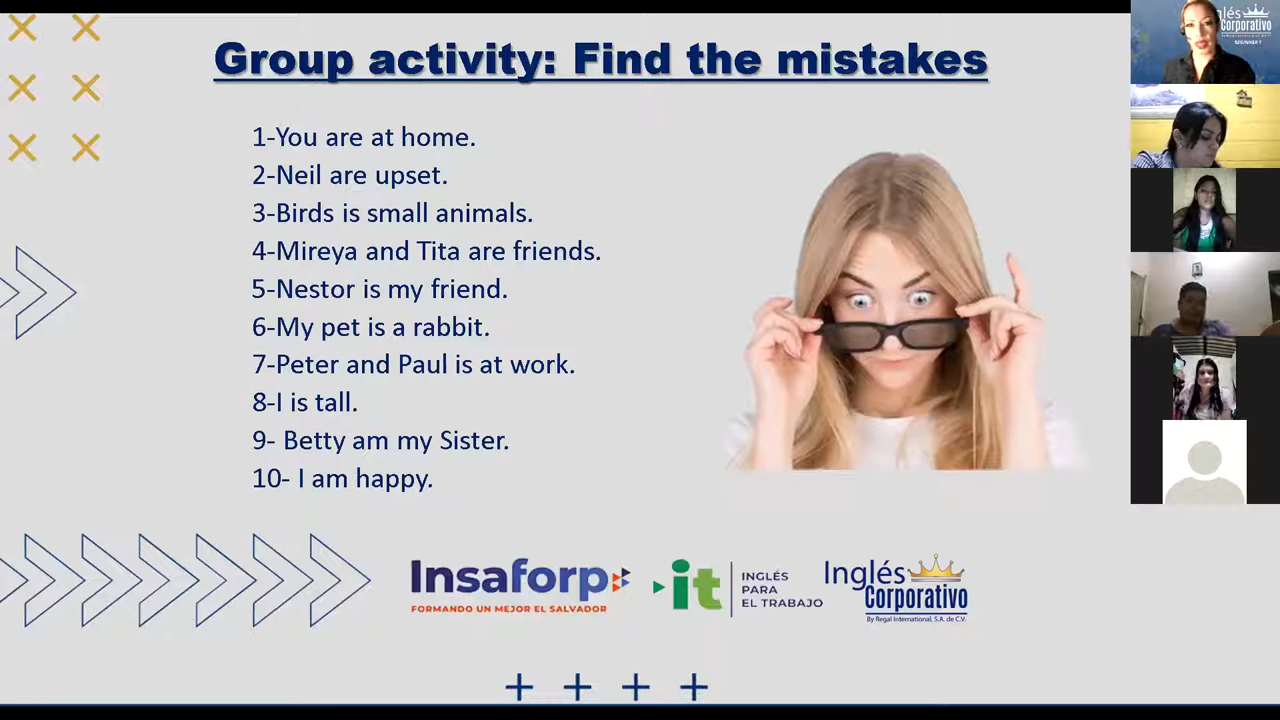 Group activity: Find the mistakes
1-You are at home.
2-Neil are upset.
3-Birds is small animals.
4-Mireya and Tita are friends.
5-Nestor is my friend.
6-My pet is a rabbit.
7-Peter and Paul is at work.
8-I is tall.
9- Betty am my Sister.
10- I am happy.
Insaforp
FORMANDO UN MEJOR EL SALVADOR
it
INGLÉS
PARA
EL TRABAJO
Inglés
Corporativo
By Regal International, S.A. de C.V.
glés
Corporativo